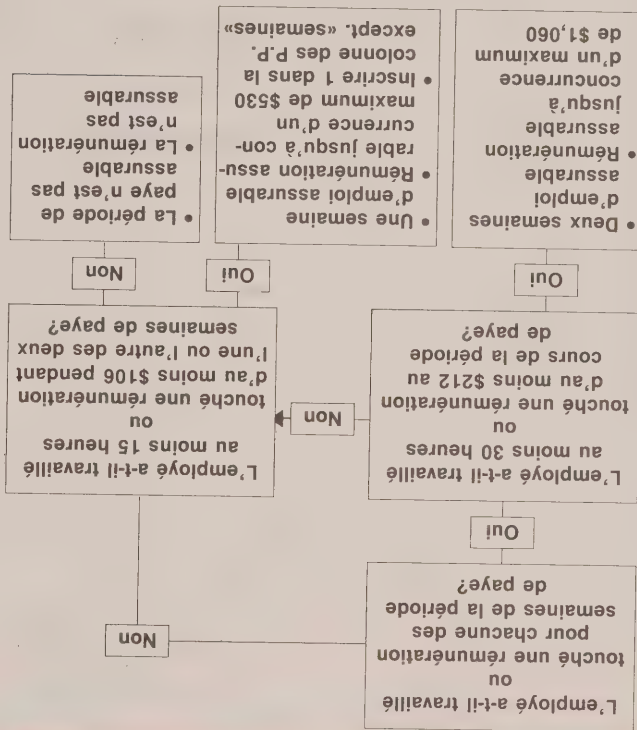 L'employé a-t-il travaillé
ou
touché une rémunération
pour chacune des
semaines de la période
de paye?
Non
Oui
L'employé a-t-il travaillé
au moins 30 heures
ou
touché une rémunération
d'au moins $212 au
cours de la période
de paye?
Non
L'employé a-t-il travaillé
au moins 15 heures
ou
touché une rémunération
d'au moins $106 pendant
l'une ou l'autre des deux
semaines de paye?
Oui
Oui
Non
• Deux semaines
d'emploi
assurable
• Rémunération
assurable
jusqu'à
concurrence
d'un maximum
de $1,060
• Une semaine
d'emploi assurable
• Rémunération assu-
rable jusqu'à con-
currence d'un
maximum de $530
• Inscrire 1 dans la
colonne des P.P.
except. «semaines»
• La période de
paye n'est pas
assurable
• La rémunération
n'est pas
assurable